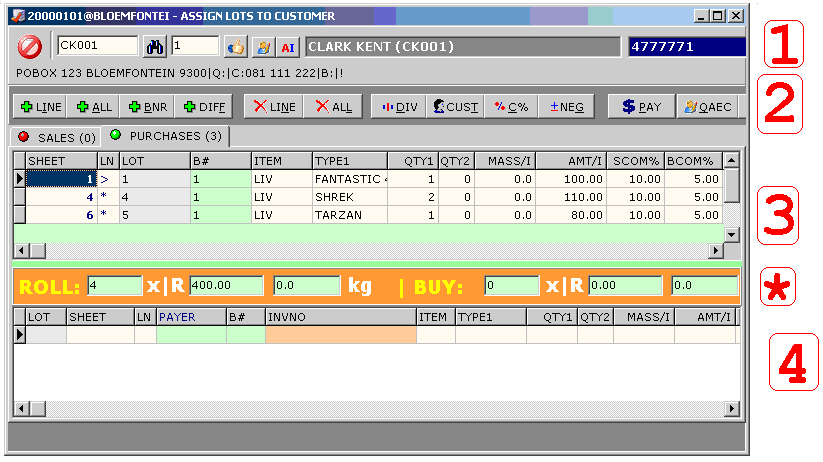 20000101@BLOEMFONTEI - ASSIGN LOTS TO CUSTOMER
CK001 1 AI CLARK KENT (CK001) 4777771 1
POBOX 123 BLOEMFONTEIN 9300|Q:|C:081 111 222|B:|!
LINE ALL BNR DIFF LINE ALL DIV CUST % C% ± NEG $ PAY QAEC 2
SALES (0) PURCHASES (3)
SHEET LN LOT B# ITEM TYPE1 QTY1 QTY2 MASS/I AMT/I SCOM% BCOM%
1 > 1 1 LIV FANTASTIC 1 0 0.0 100.00 10.00 5.00
4 * 4 1 LIV SHREK 2 0 0.0 110.00 10.00 5.00
6 * 5 1 LIV TARZAN 1 0 0.0 80.00 10.00 5.00
3
ROLL: 4 x|R 400.00 0.0 kg | BUY: 0 x|R 0.00 0.0 *
LOT SHEET LN PAYER B# INVNO ITEM TYPE1 QTY1 QTY2 MASS/I AMT/I
4